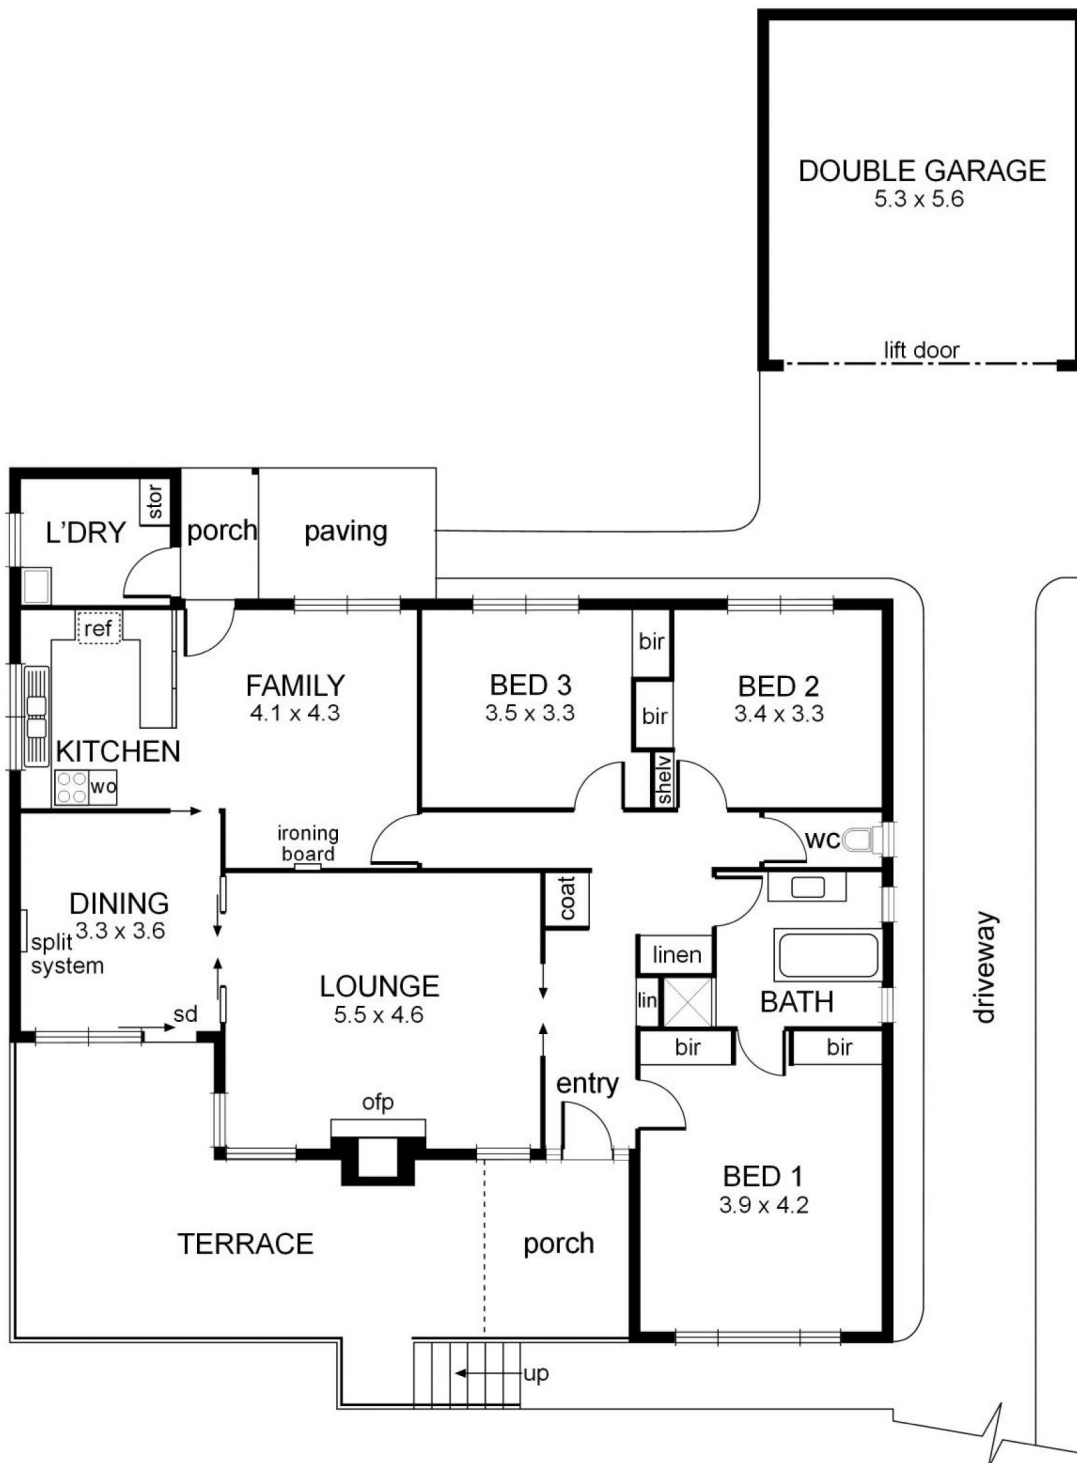 DOUBLE GARAGE
5.3 x 5.6
lift door
stor
L'DRY
porch
paving
ref
bir
FAMILY
4.1 x 4.3
BED 3
3.5 x 3.3
bir
BED 2
3.4 x 3.3
KITCHEN
wo
shelv
ironing
board
wc
DINING
3.3 x 3.6
split
system
coat
driveway
linen
LOUNGE
5.5 x 4.6
lin
BATH
sd
bir
bir
entry
ofp
BED 1
3.9 x 4.2
TERRACE
porch
up